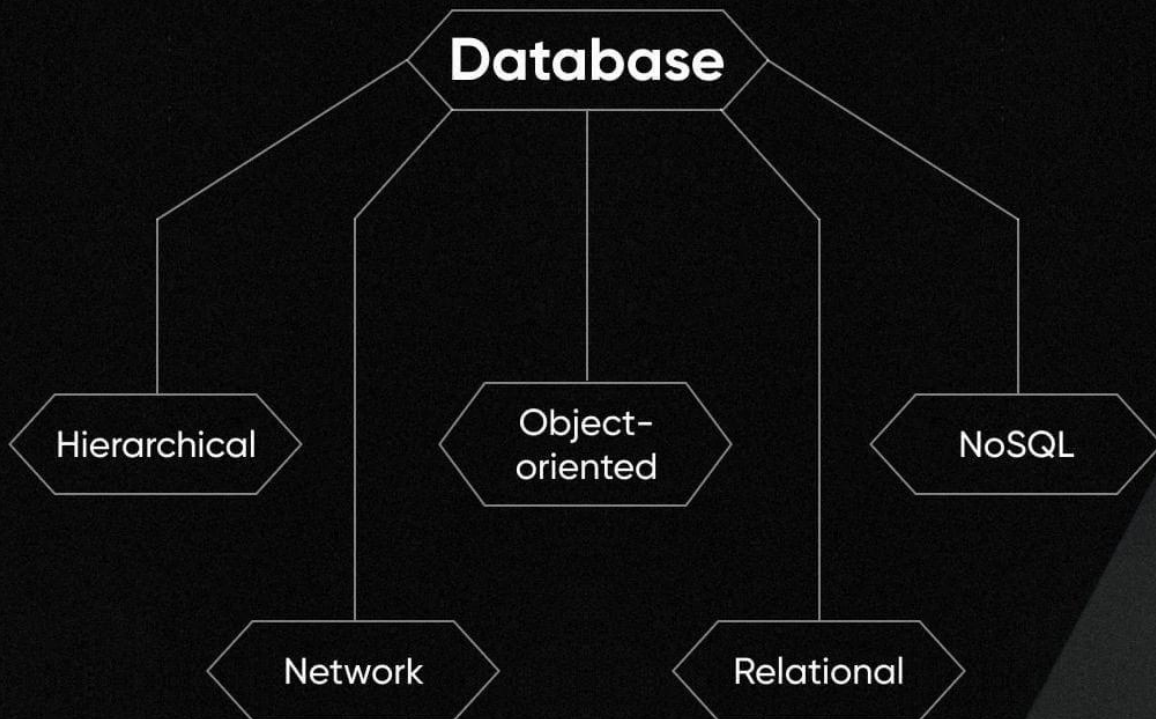 Database
Hierarchical
Object-
oriented
NoSQL
Network
Relational